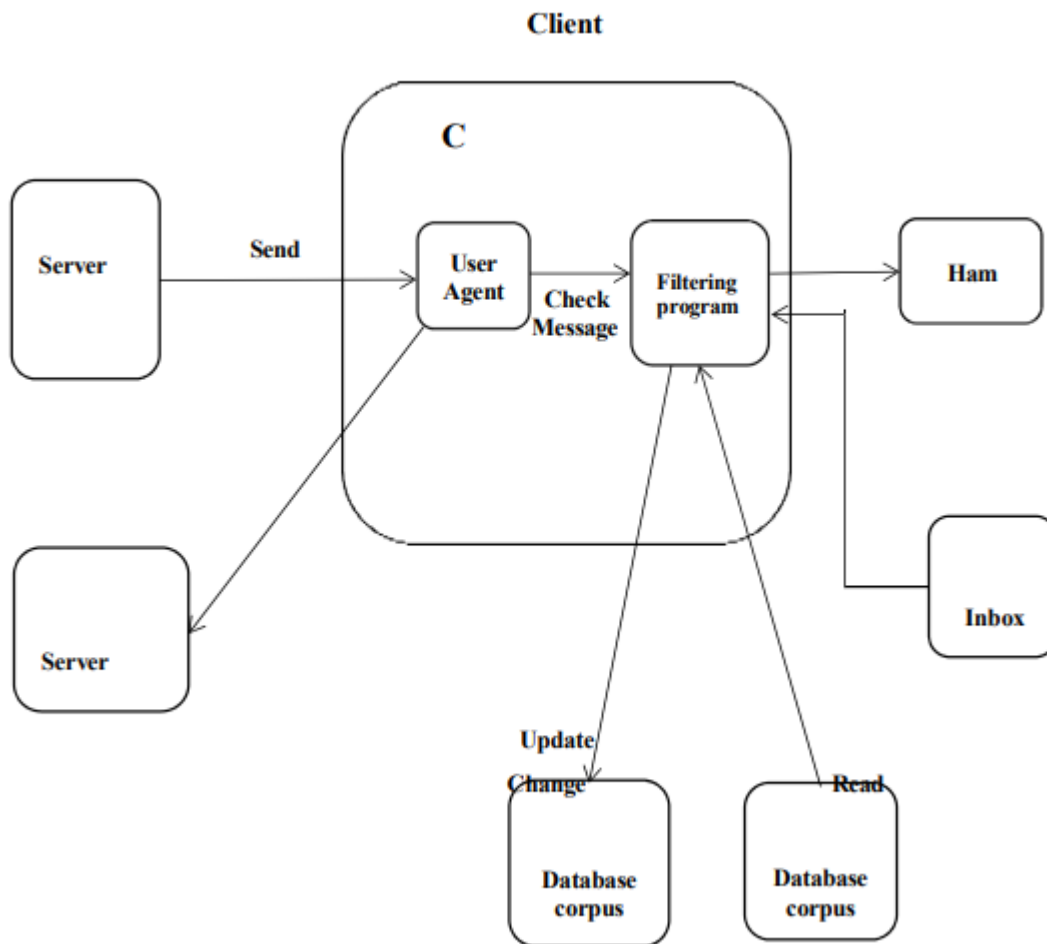 Client
C
Server
Send
User
Agent
Check
Message
Filtering
program
Ham
Inbox
Server
Update
Change
Read
Database
corpus
Database
corpus